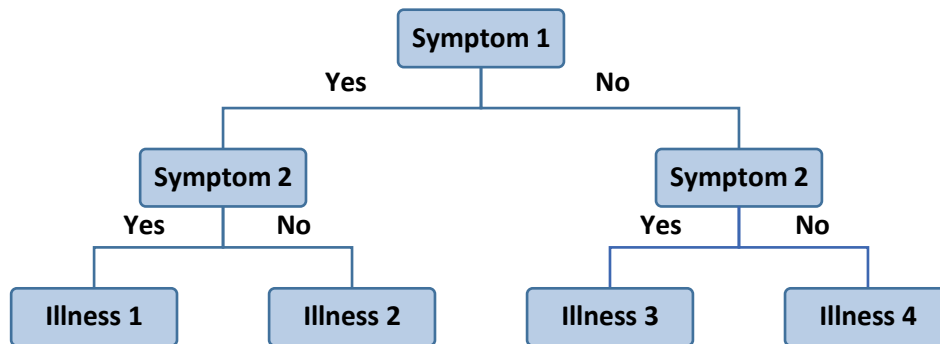 Symptom 1
Yes No
Symptom 2 Symptom 2
Yes No Yes No
Illness 1 Illness 2 Illness 3 Illness 4